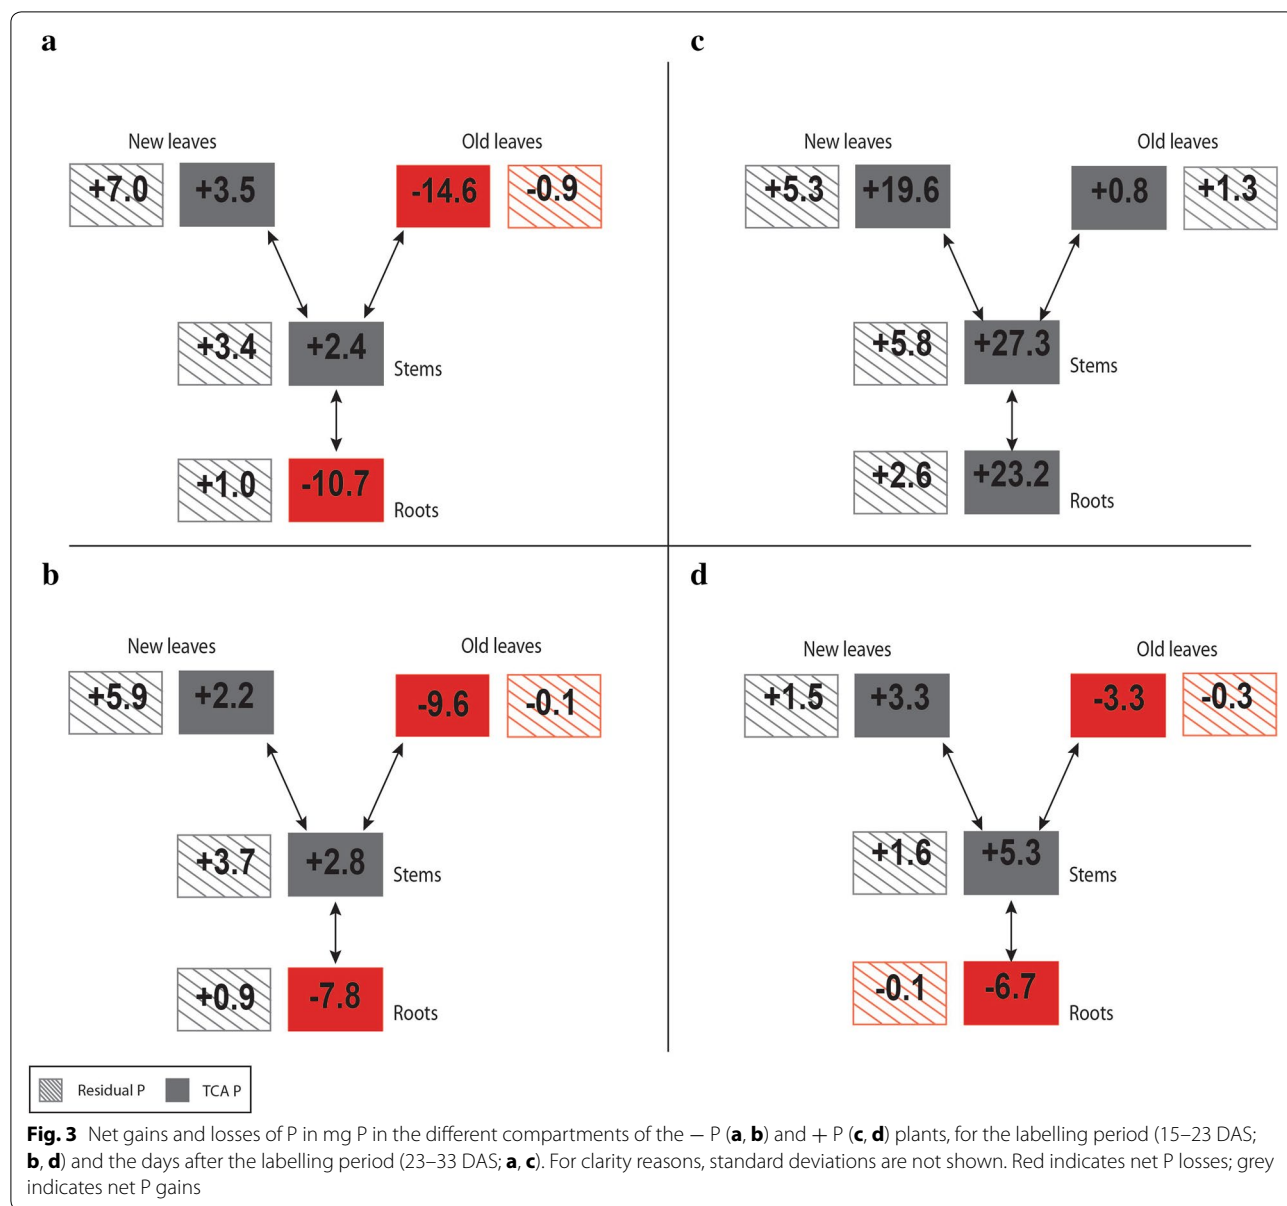 a
New leaves
Old leaves
+7.0 +3.5 -14.6 -0.9
+3.4 +2.4
Stems
+1.0 -10.7
Roots
c
New leaves
Old leaves
+5.3 +19.6 +0.8 +1.3
+5.8 +27.3
Stems
+2.6 +23.2
Roots
b
New leaves
Old leaves
+5.9 +2.2 -9.6 -0.1
+3.7 +2.8
Stems
+0.9 -7.8
Roots
d
New leaves
Old leaves
+1.5 +3.3 -3.3 -0.3
+1.6 +5.3
Stems
-0.1 -6.7
Roots
Residual P TCA P
Fig. 3 Net gains and losses of P in mg P in the different compartments of the − P (a, b) and + P (c, d) plants, for the labelling period (15–23 DAS;
b, d) and the days after the labelling period (23–33 DAS; a, c). For clarity reasons, standard deviations are not shown. Red indicates net P losses; grey
indicates net P gains